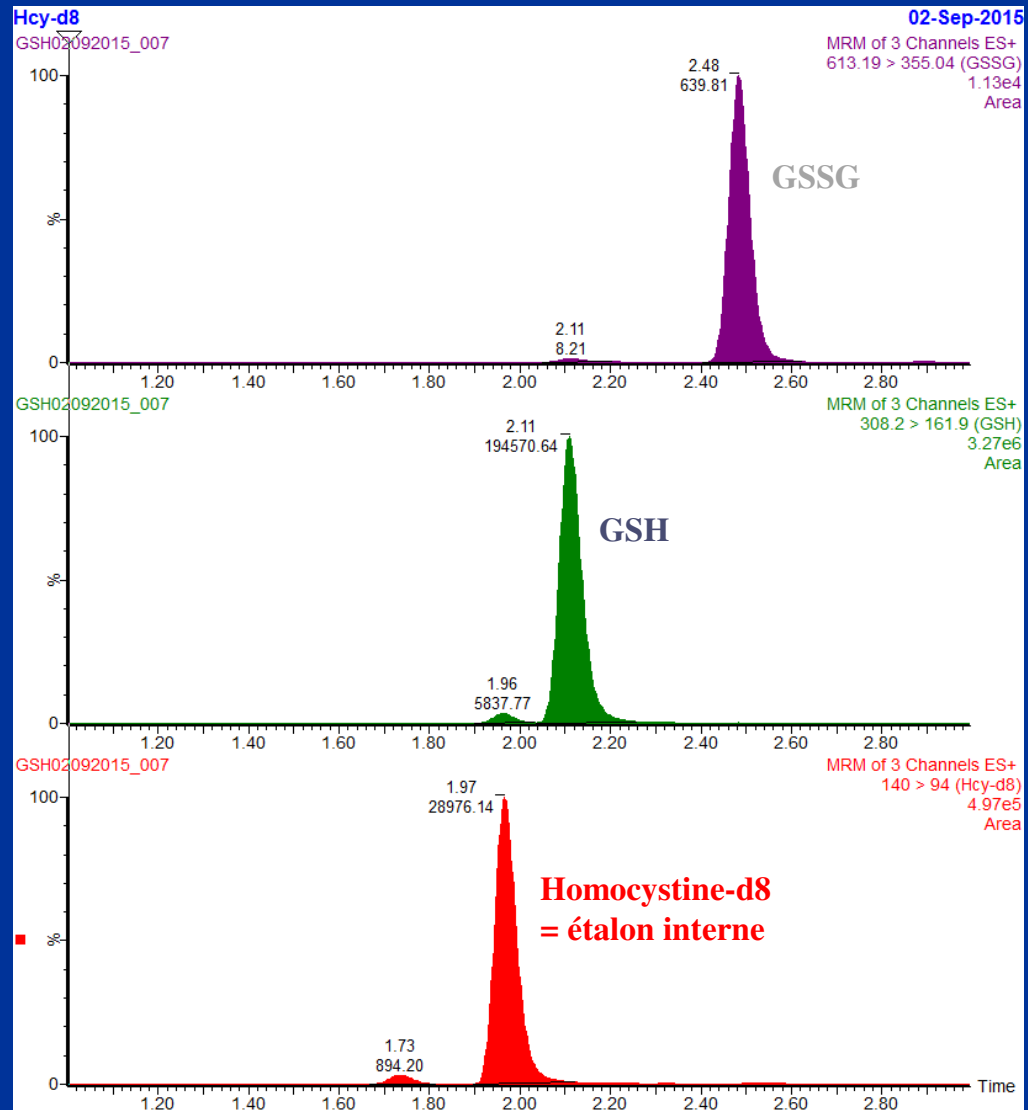 Hcy-d8 02-Sep-2015
GSH02092015_007 MRM of 3 Channels ES+
613.19 > 355.04 (GSSG)
1.13e4
Area
100
%
0
2.48
639.81
GSSG
2.11
8.21
1.20 1.40 1.60 1.80 2.00 2.20 2.40 2.60 2.80
GSH02092015_007 MRM of 3 Channels ES+
308.2 > 161.9 (GSH)
3.27e6
Area
100
%
0
2.11
194570.64
GSH
1.96
5837.77
1.20 1.40 1.60 1.80 2.00 2.20 2.40 2.60 2.80
GSH02092015_007 MRM of 3 Channels ES+
140 > 94 (Hcy-d8)
4.97e5
Area
100
%
0
1.97
28976.14
Homocystine-d8
= étalon interne
1.73
894.20
Time
1.20 1.40 1.60 1.80 2.00 2.20 2.40 2.60 2.80